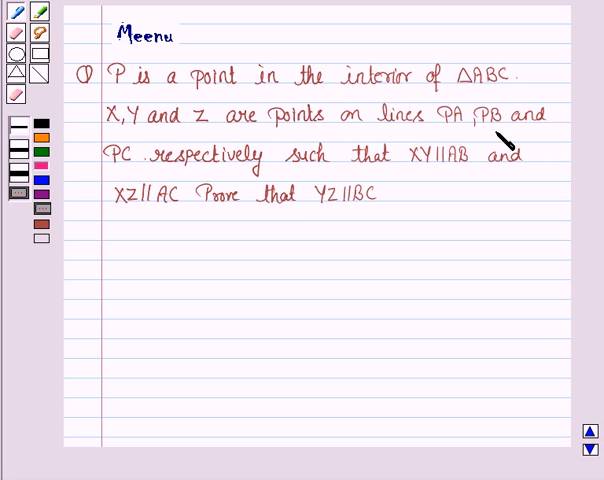 Meenu
Q P is a point in the interior of △ABC.
X, Y and Z are points on lines PA, PB and
PC respectively such that XY||AB and
XZ|| AC Prove that YZ||BC